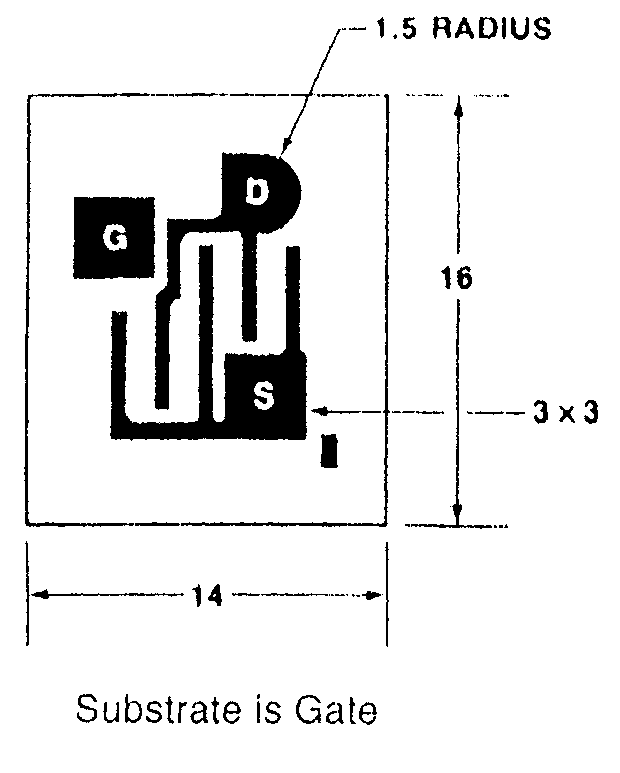 1.5 RADIUS
D
G
16
S
3 x 3
14
Substrate is Gate